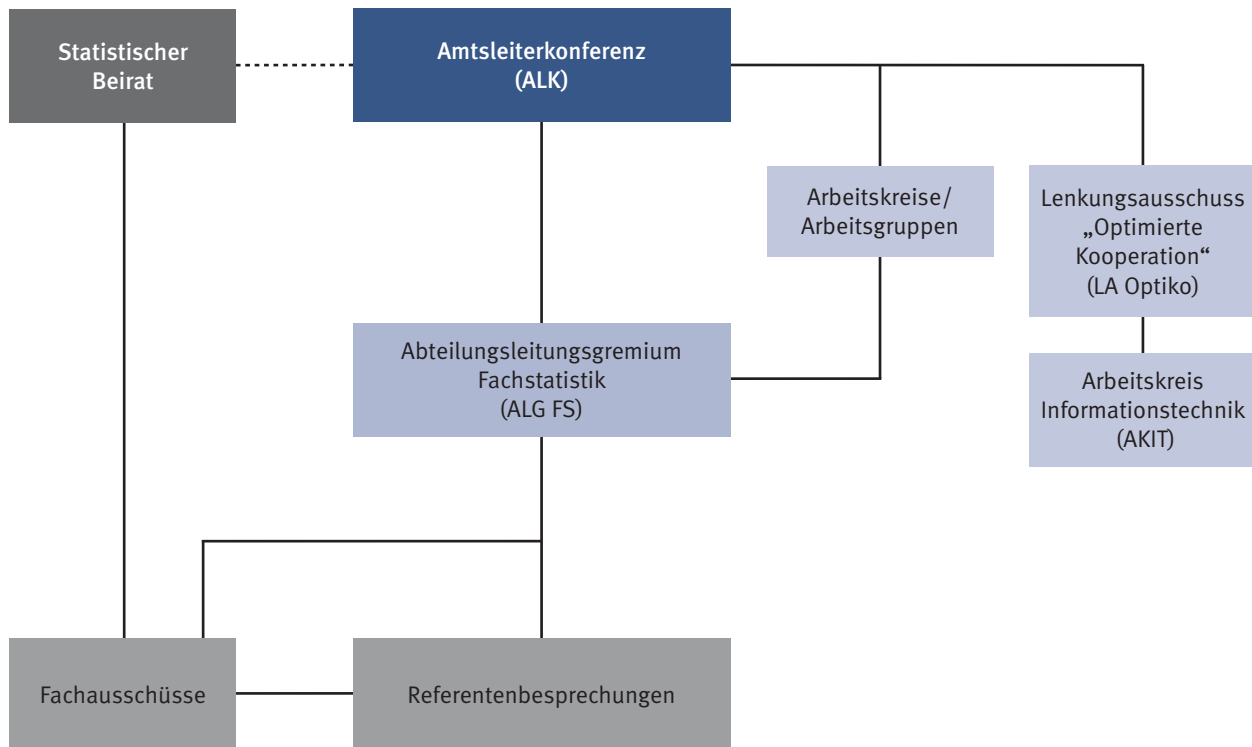 Statistischer
Beirat
Amtsleiterkonferenz
(ALK)
Arbeitskreise/
Arbeitsgruppen
Lenkungsausschuss
„Optimierte
Kooperation“
(LA Optiko)
Abteilungsleitungsgremium
Fachstatistik
(ALG FS)
Arbeitskreis
Informationstechnik
(AKIT)
Fachausschüsse
Referentenbesprechungen